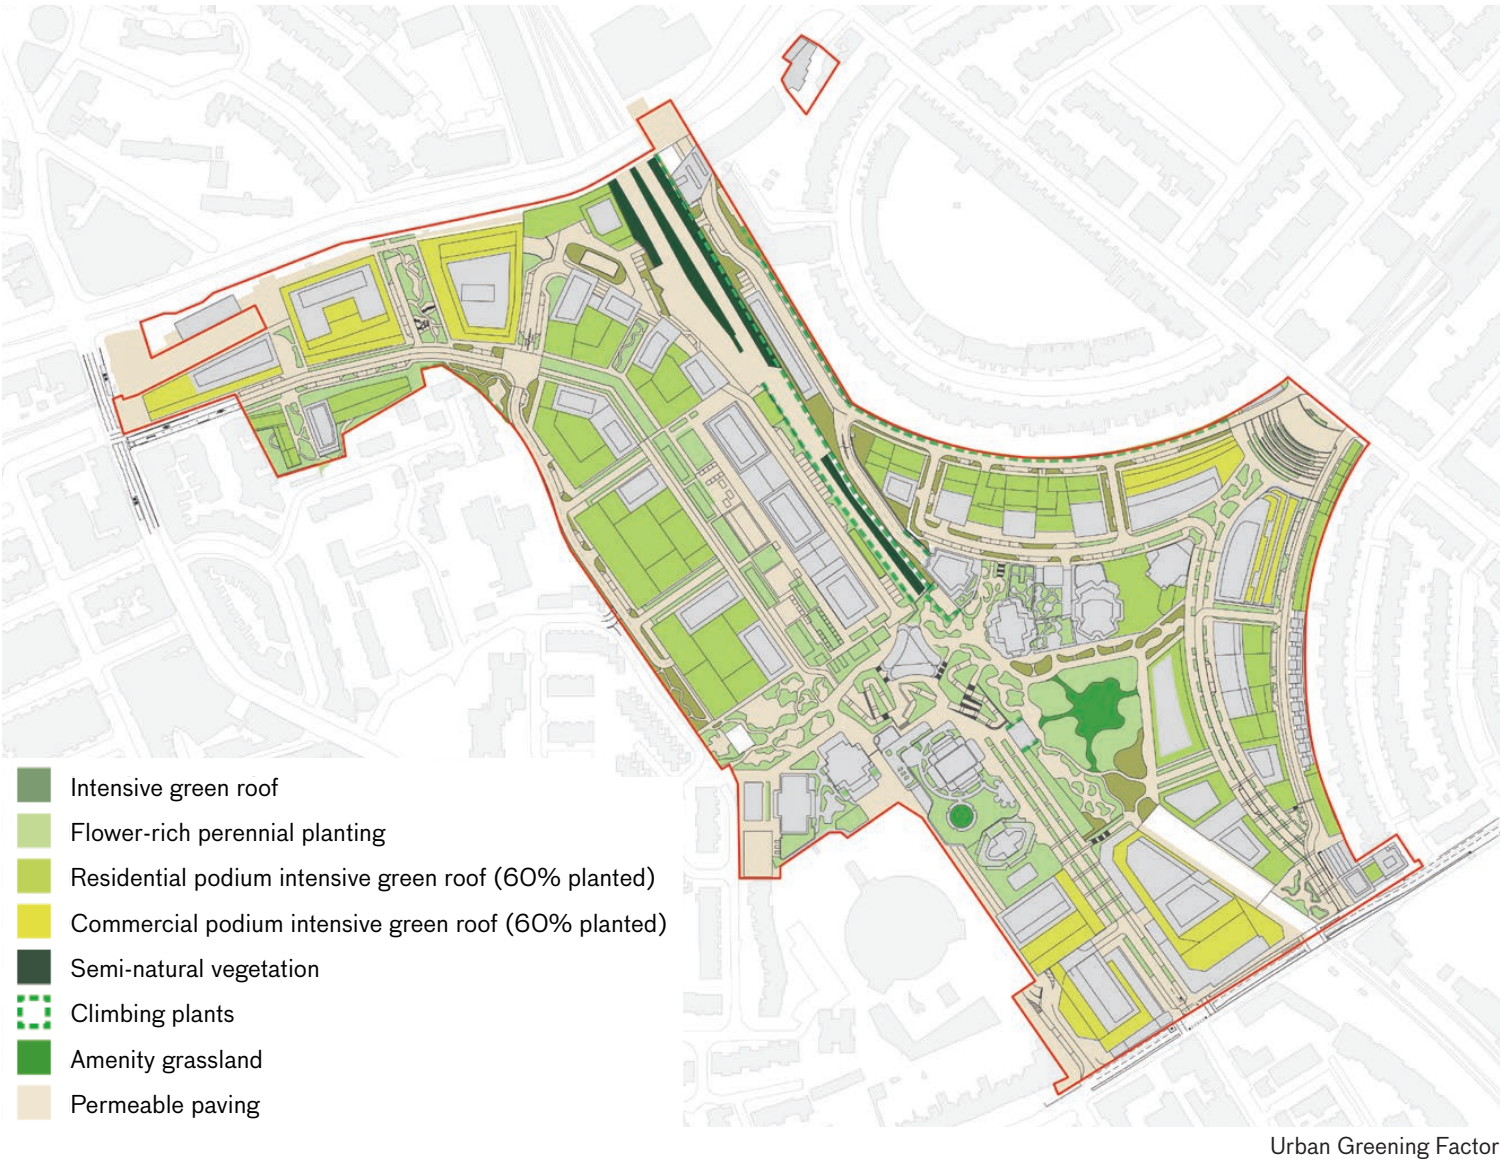 Intensive green roof
Flower-rich perennial planting
Residential podium intensive green roof (60% planted)
Commercial podium intensive green roof (60% planted)
Semi-natural vegetation
Climbing plants
Amenity grassland
Permeable paving
Urban Greening Factor